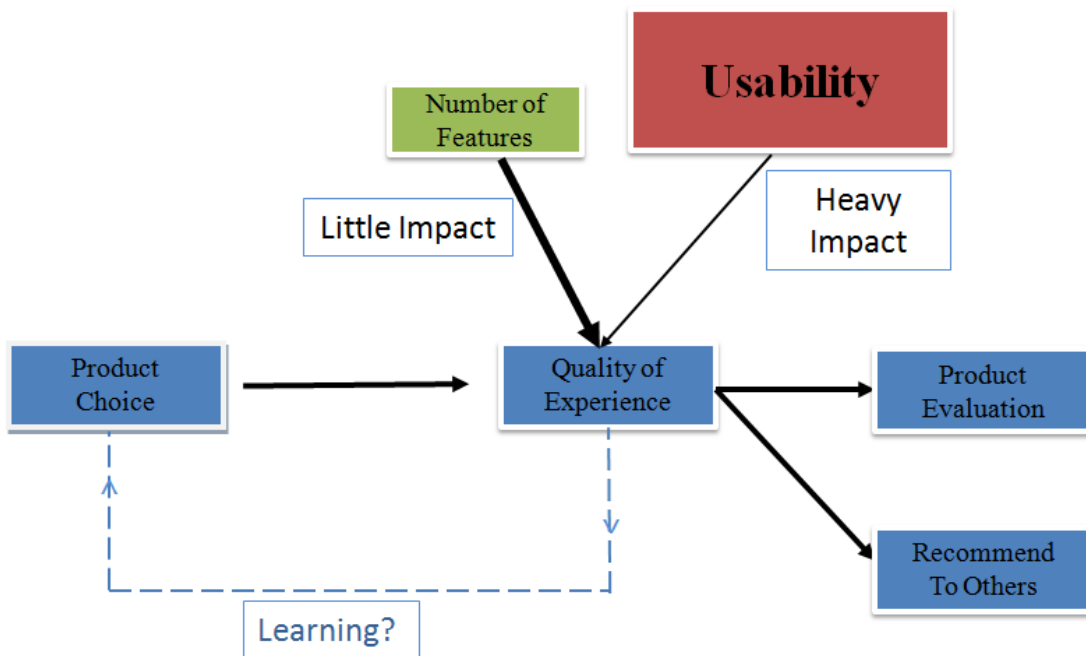 Usability
Number of
Features
Little Impact
Heavy
Impact
Product
Choice
Quality of
Experience
Product
Evaluation
Recommend
To Others
Learning?